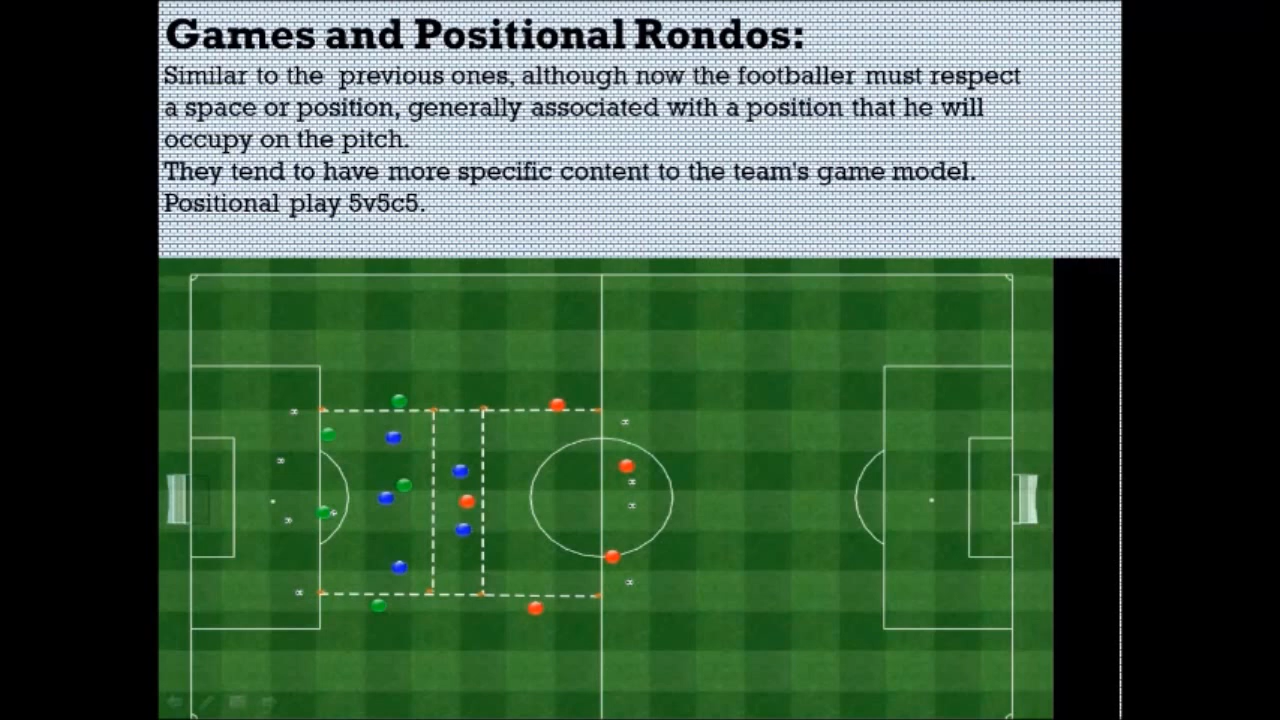 Games and Positional Rondos:
Similar to the previous ones, although now the footballer must respect
a space or position, generally associated with a position that he will
occupy on the pitch.
They tend to have more specific content to the team's game model.
Positional play 5v5c5.